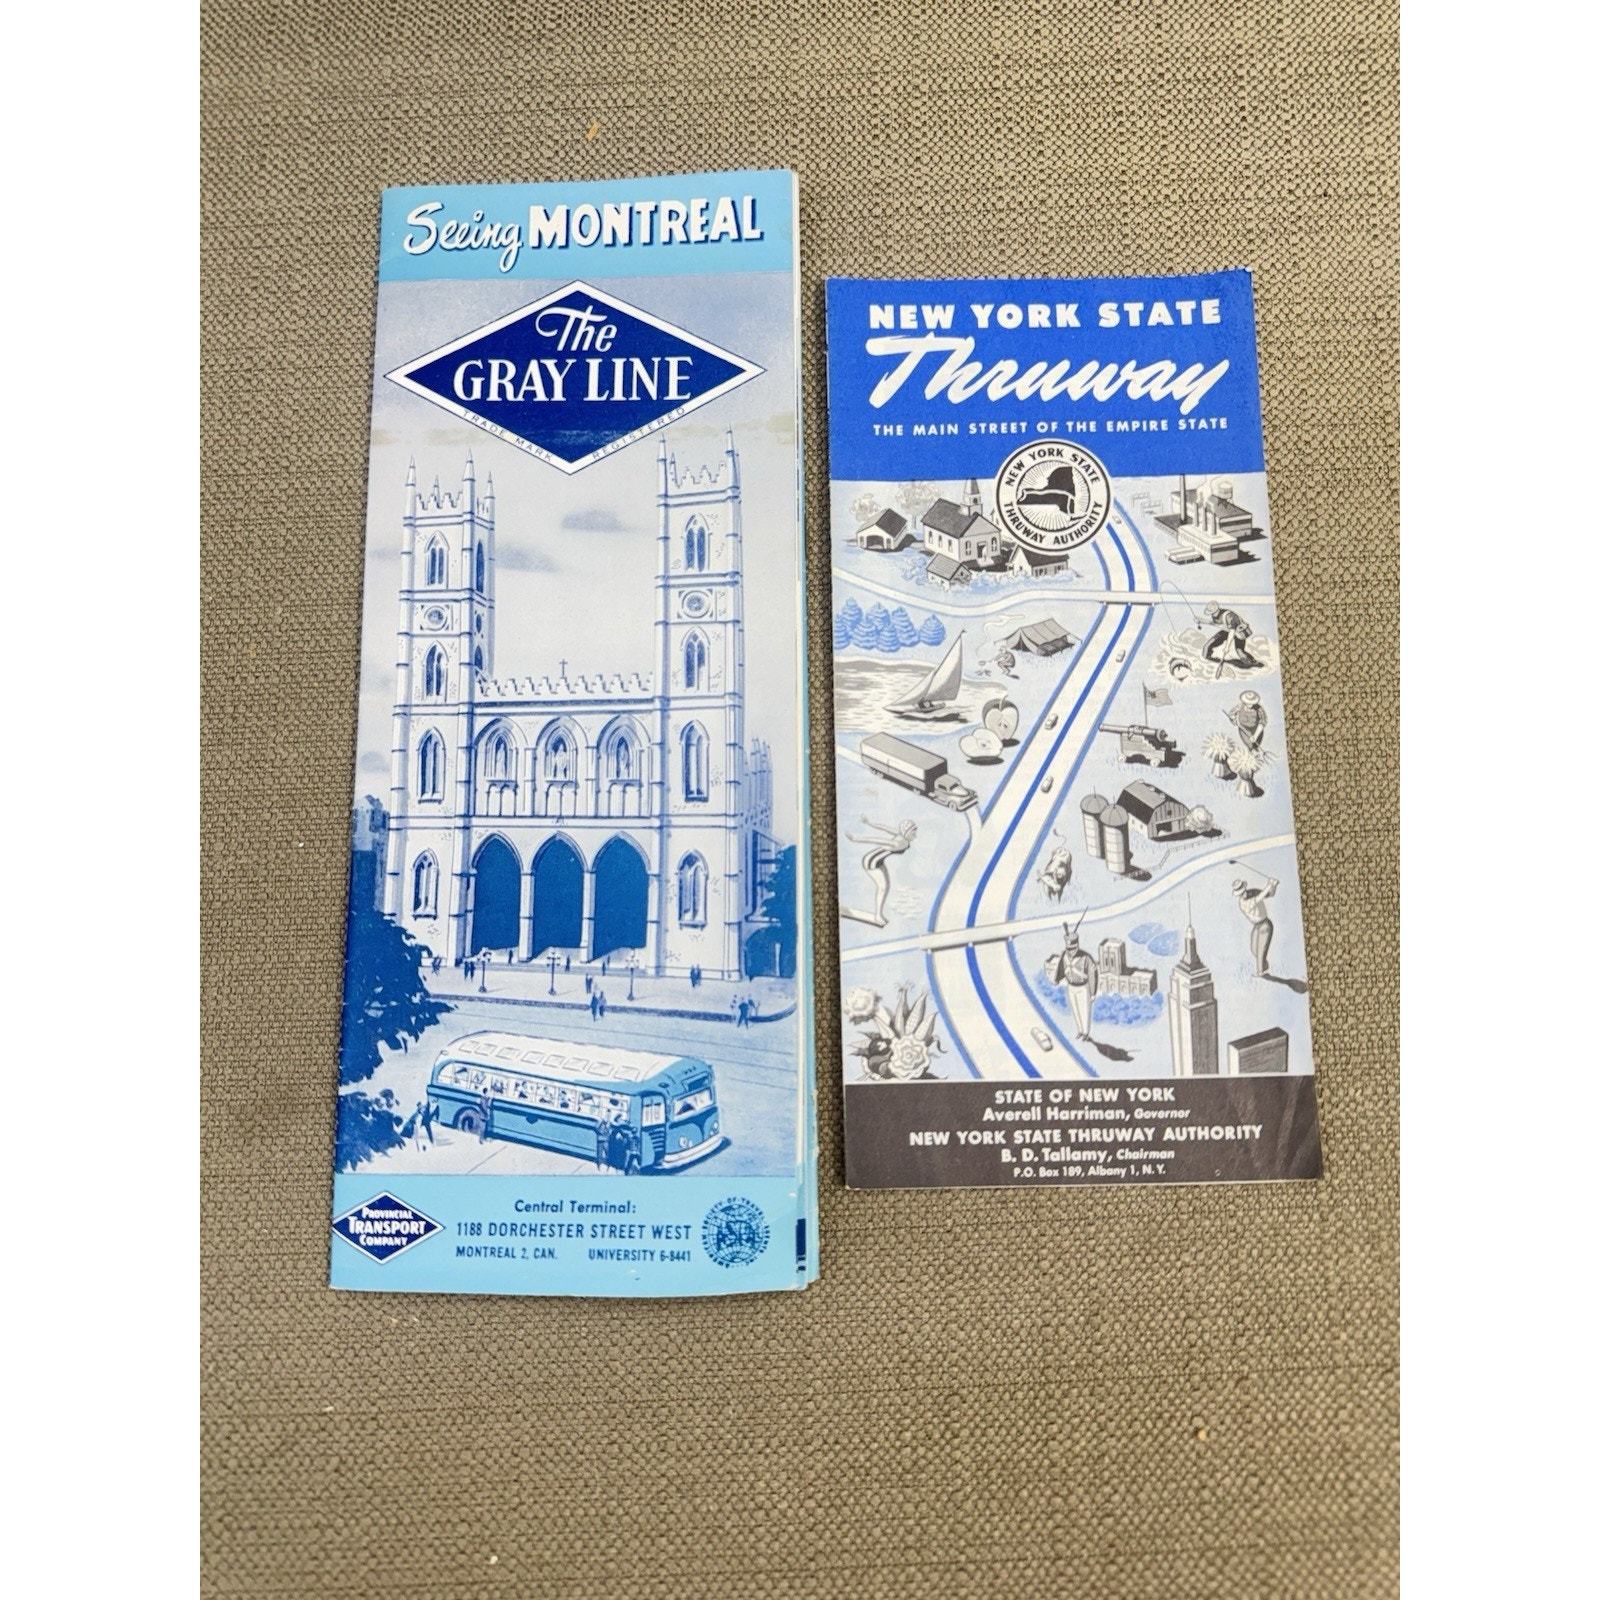 Seeing MONTREAL
The
GRAY LINE
TRADE MARK REGISTERED
PROVINCIAL
TRANSPORT
COMPANY
Central Terminal:
1188 DORCHESTER STREET WEST
MONTREAL 2, CAN. UNIVERSITY 6-8441
ASTA
NEW YORK STATE
Thruway
THE MAIN STREET OF THE EMPIRE STATE
NEW YORK STATE
THRUWAY AUTHORITY
STATE OF NEW YORK
Averell Harriman, Governor
NEW YORK STATE THRUWAY AUTHORITY
B. D. Tallamy, Chairman
P.O. Box 189, Albany 1, N.Y.